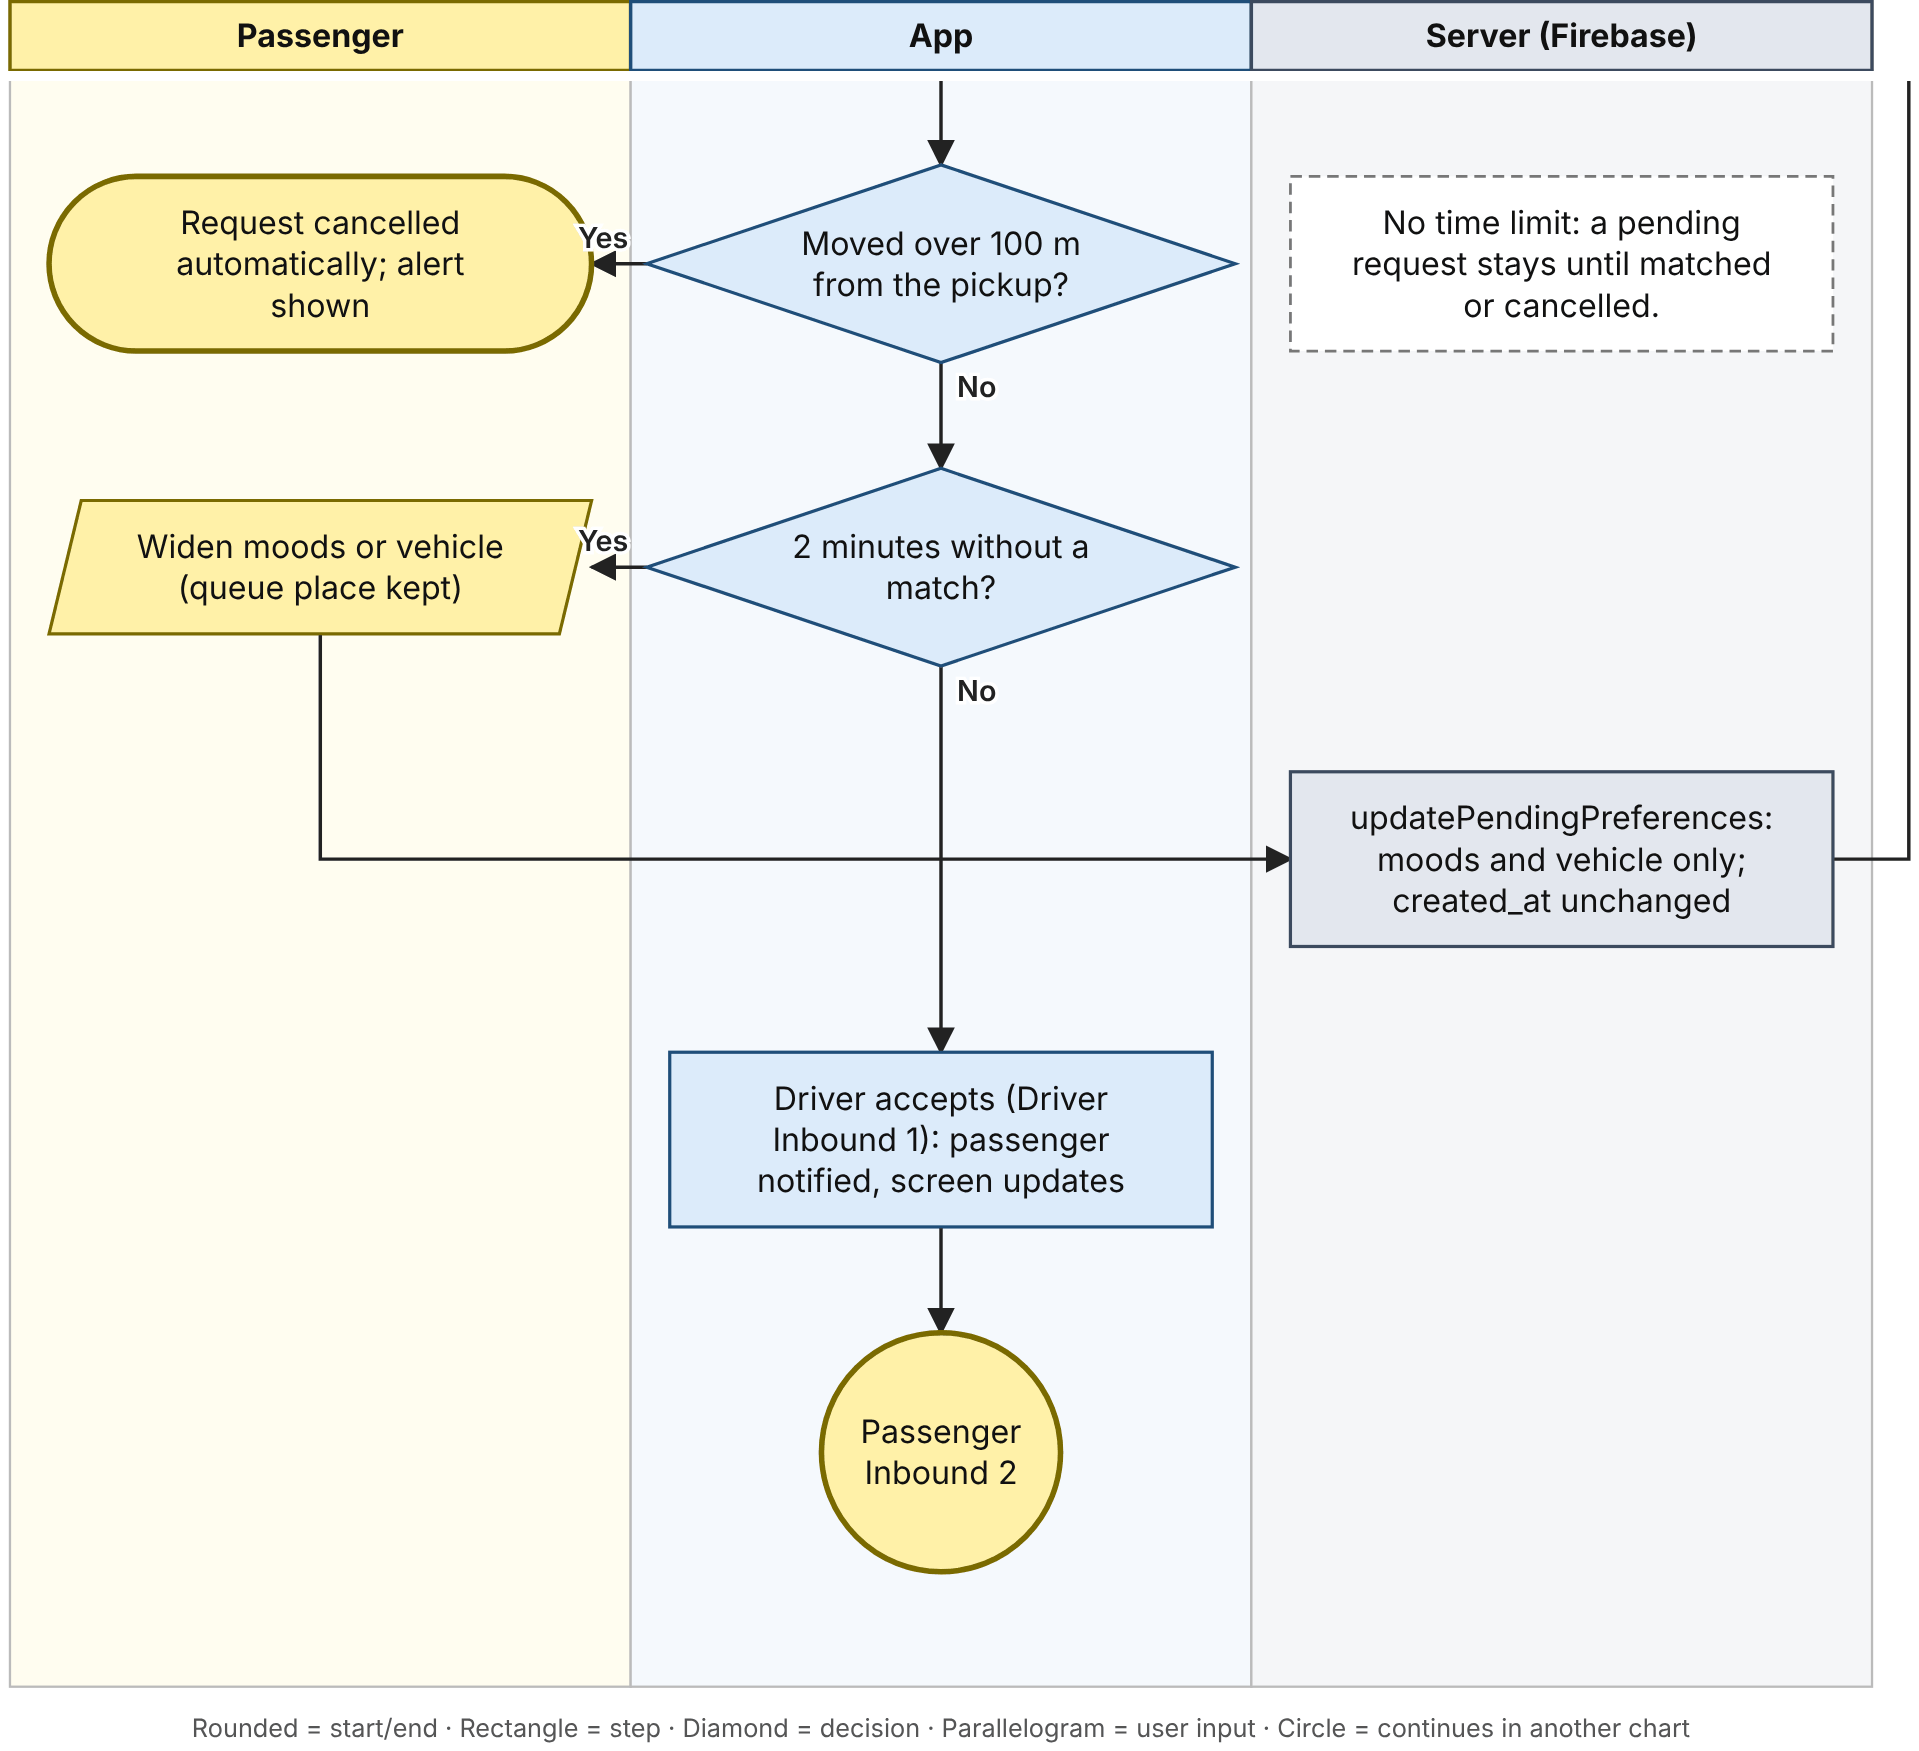 Passenger
App
Server (Firebase)
Request cancelled
automatically; alert
shown
Yes
Moved over 100 m
from the pickup?
No time limit: a pending
request stays until matched
or cancelled.
No
Widen moods or vehicle
(queue place kept)
Yes
2 minutes without a
match?
No
updatePendingPreferences:
moods and vehicle only;
created_at unchanged
Driver accepts (Driver
Inbound 1): passenger
notified, screen updates
Passenger
Inbound 2
Rounded = start/end · Rectangle = step · Diamond = decision · Parallelogram = user input · Circle = continues in another chart